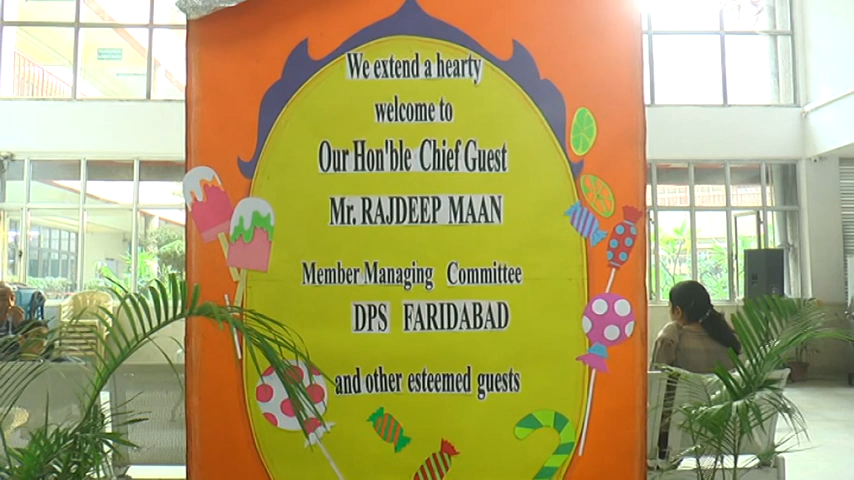 We extend a hearty
welcome to
Our Hon'ble Chief Guest
Mr. RAJDEEP MAAN
Member Managing Committee
DPS FARIDABAD
and other esteemed guests